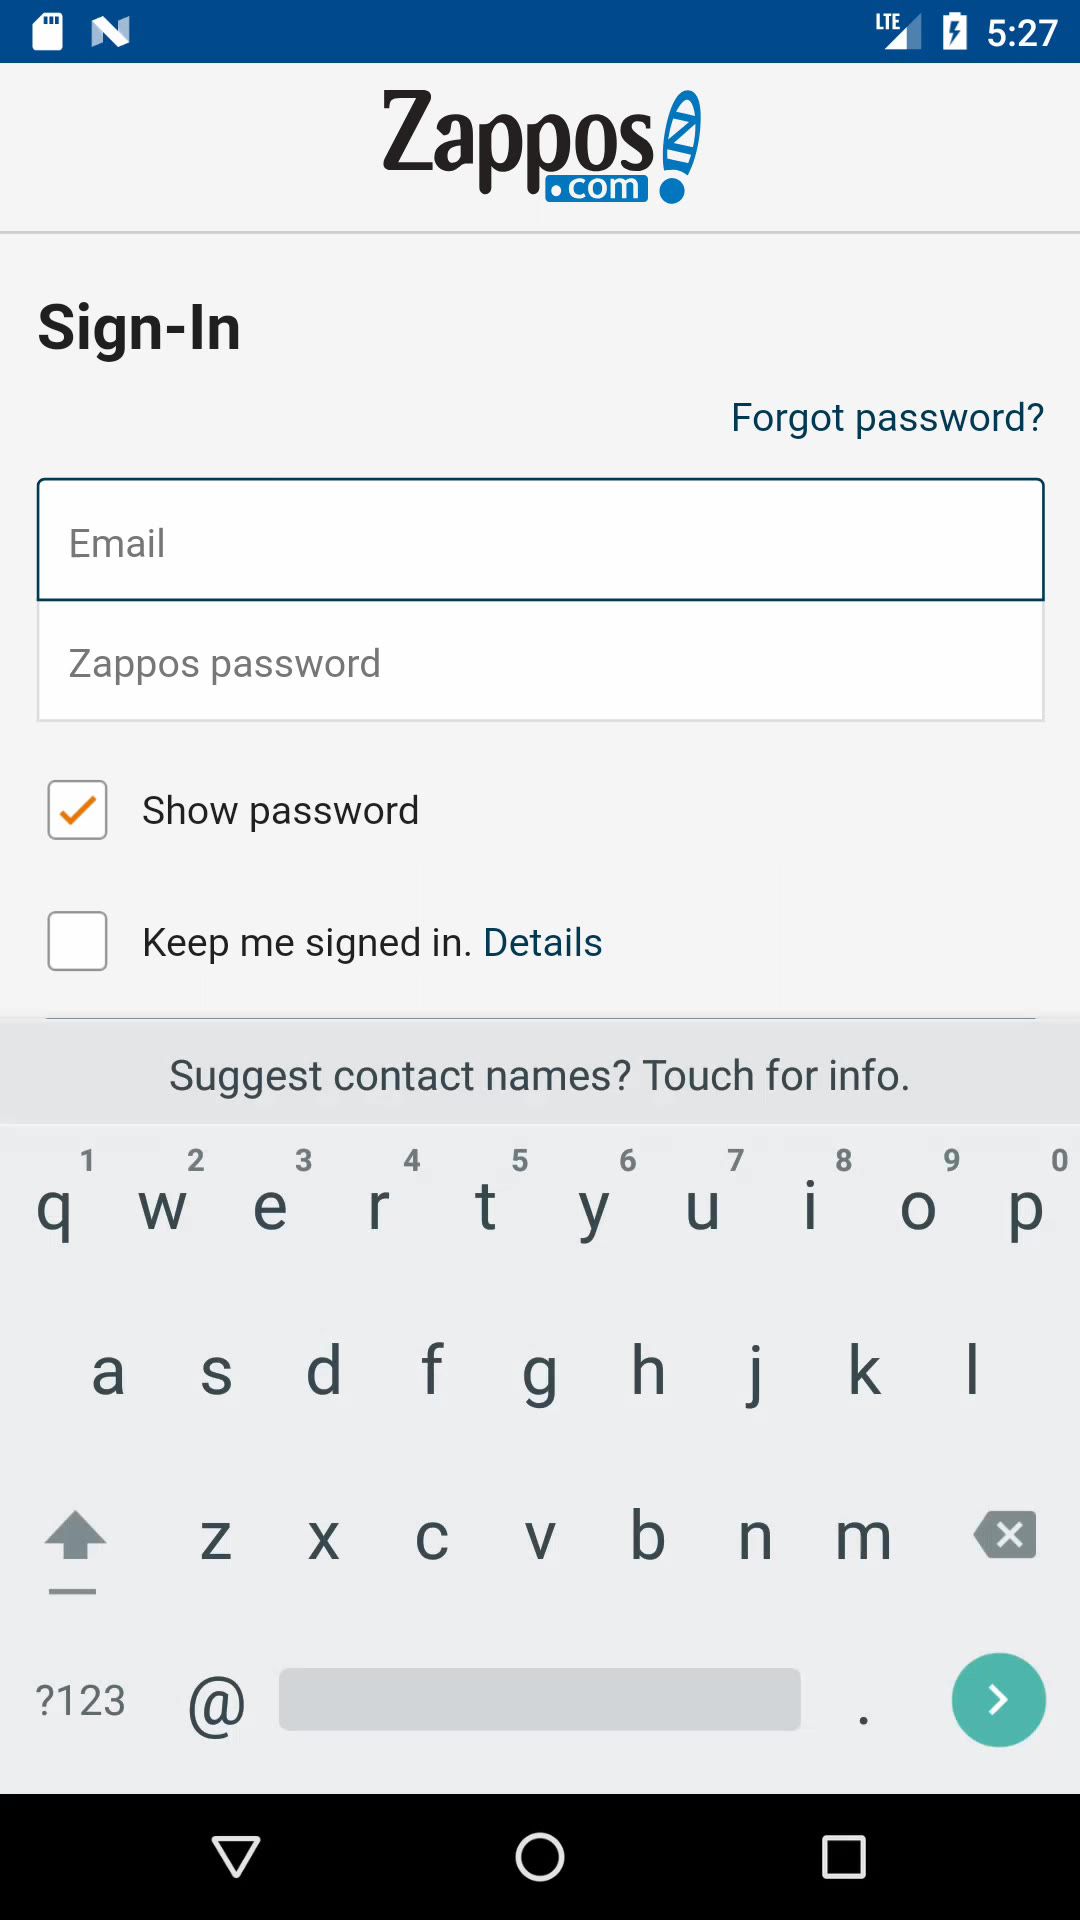 LTE 5:27
Zappos
.com
Sign-In
Forgot password?
Email
Zappos password
Show password
Keep me signed in. Details
Suggest contact names? Touch for info.
1 2 3 4 5 6 7 8 9 0
q w e r t y u i o p
a s d f g h j k l
z x c v b n m
?123 @ .